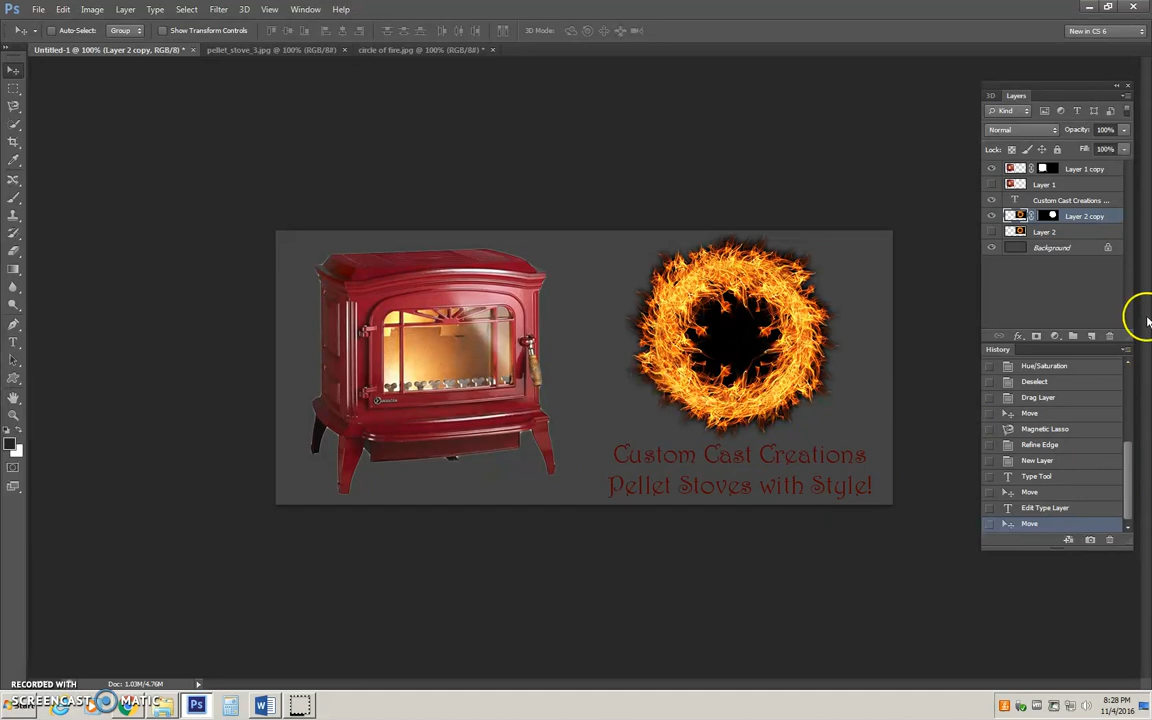 Ps File Edit Image Layer Type Select Filter 3D View Window Help
Auto-Select: Group Show Transform Controls 3D Mode: New in CS 6
Untitled-1 @ 100% (Layer 2 copy, RGB/8) * × pellet_stove_3.jpg @ 100% (RGB/8#) × circle of fire.jpg @ 100% (RGB/8#) * ×
3D Layers
Kind
Normal Opacity: 100%
Lock: Fill: 100%
Layer 1 copy
Layer 1
T Custom Cast Creations ...
Layer 2 copy
Layer 2
Background
fx
History
Hue/Saturation
Deselect
Drag Layer
Move
Magnetic Lasso
Refine Edge
New Layer
Type Tool
Move
Edit Type Layer
Move
Custom Cast Creations
Pellet Stoves with Style!
100% Doc: 1.03M/4.76M
RECORDED WITH
SCREENCAST MATIC
Start
Ps
8:28 PM
11/4/2016